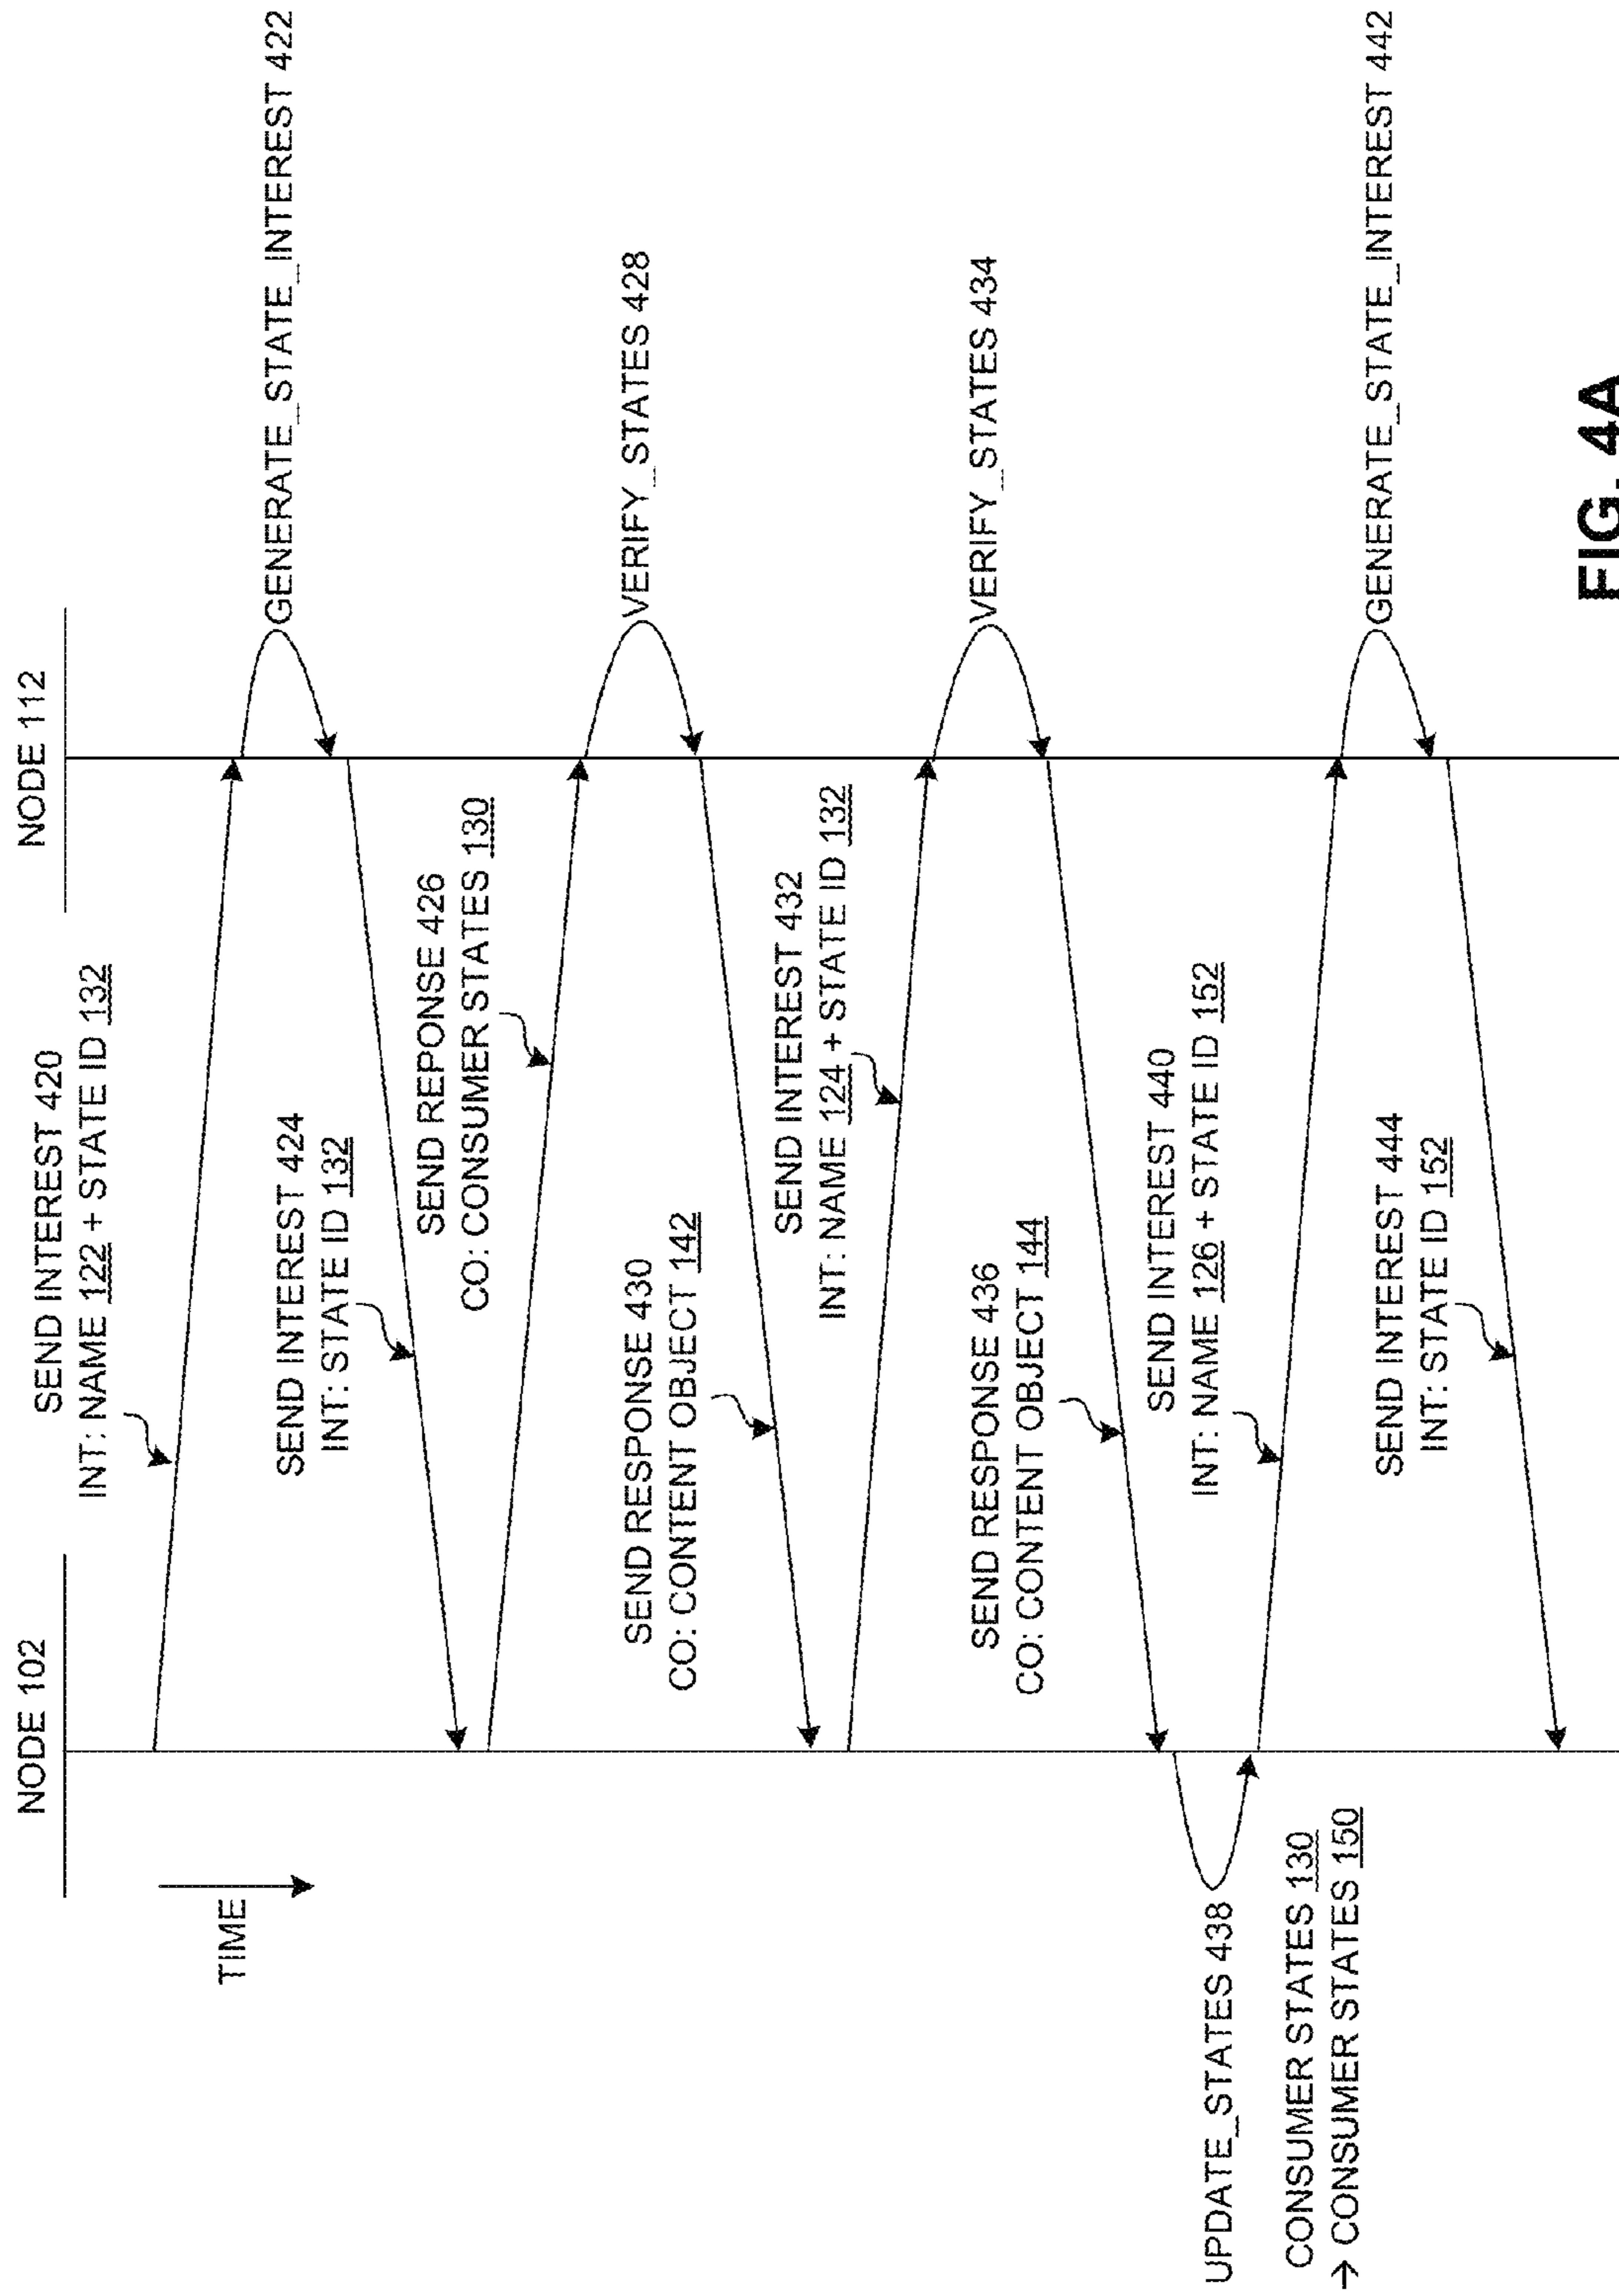 NODE 102
NODE 112
TIME
SEND INTEREST 420
INT: NAME 122 + STATE ID 132
GENERATE_STATE_INTEREST 422
SEND INTEREST 424
INT: STATE ID 132
SEND REPONSE 426
CO: CONSUMER STATES 130
VERIFY_STATES 428
SEND RESPONSE 430
CO: CONTENT OBJECT 142
SEND INTEREST 432
INT: NAME 124 + STATE ID 132
VERIFY_STATES 434
SEND RESPONSE 436
CO: CONTENT OBJECT 144
UPDATE_STATES 438
CONSUMER STATES 130
→ CONSUMER STATES 150
SEND INTEREST 440
INT: NAME 126 + STATE ID 152
GENERATE_STATE_INTEREST 442
SEND INTEREST 444
INT: STATE ID 152
FIG. 4A